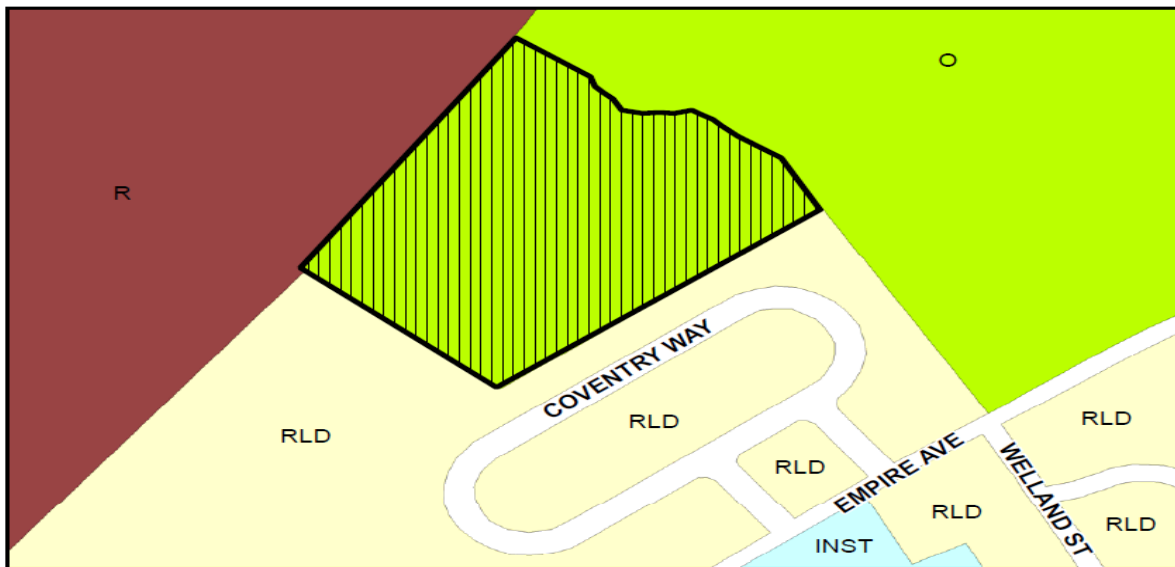 O
R
COVENTRY WAY
RLD
RLD
RLD
RLD
EMPIRE AVE
WELLAND ST
RLD
RLD
INST